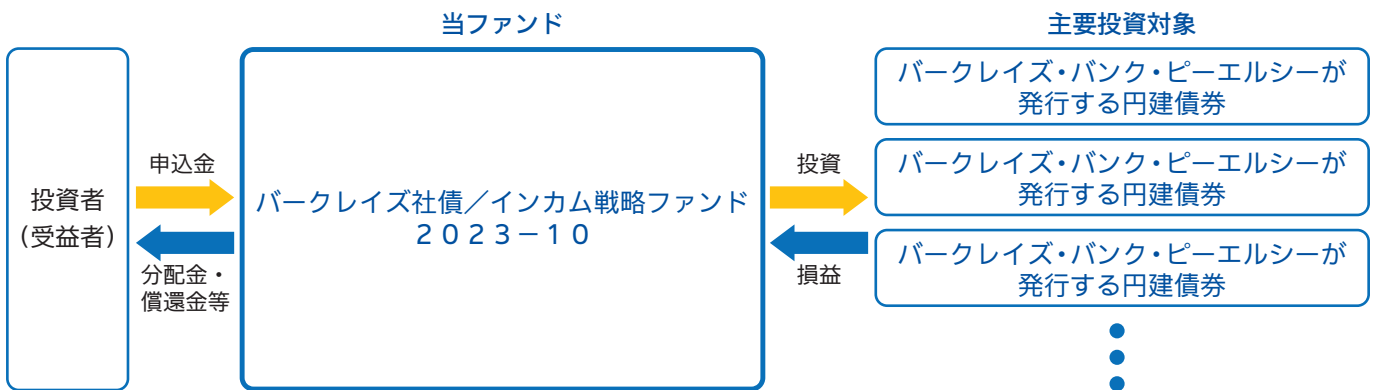 当ファンド
主要投資対象
投資者
（受益者）
申込金
分配金・
償還金等
バークレイズ社債／インカム戦略ファンド
２０２３－１０
投資
損益
バークレイズ・バンク・ピーエルシーが
発行する円建債券
バークレイズ・バンク・ピーエルシーが
発行する円建債券
バークレイズ・バンク・ピーエルシーが
発行する円建債券